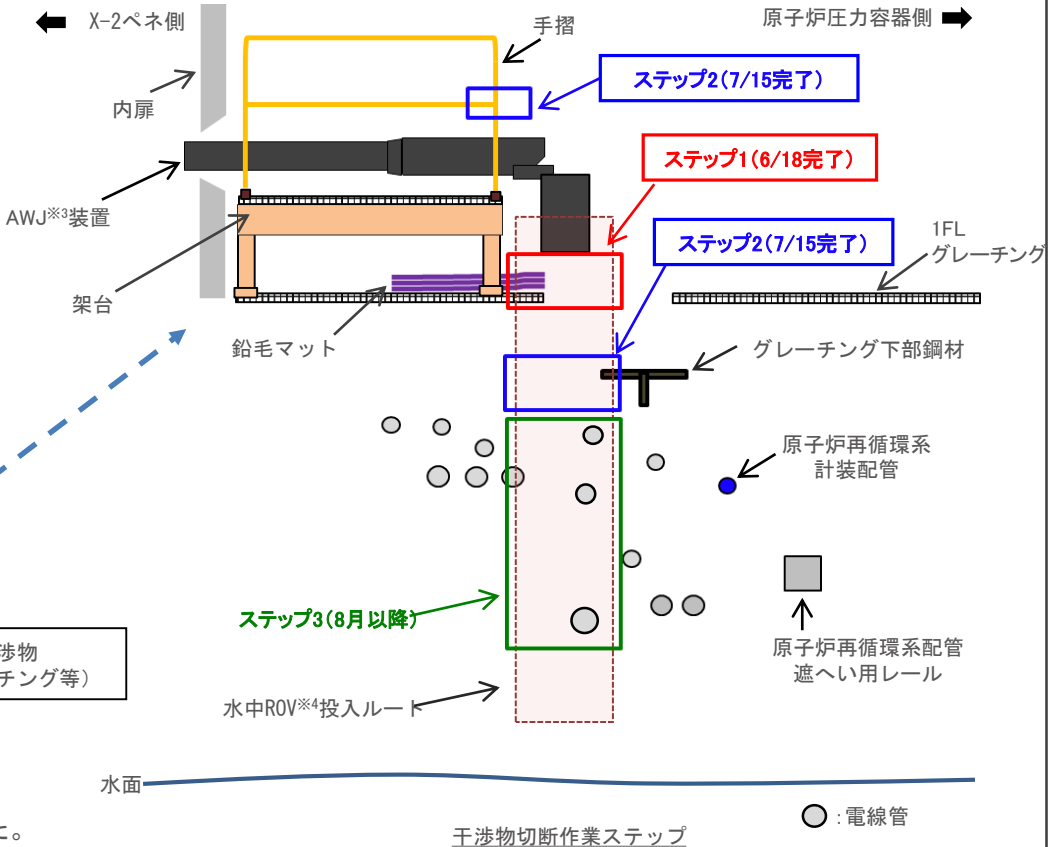 X-2ペネ側
原子炉圧力容器側
手摺
ステップ2(7/15完了)
内扉
ステップ1(6/18完了)
AWJ※3装置
ステップ2(7/15完了)
1FL
グレーチング
架台
鉛毛マット
グレーチング下部鋼材
原子炉再循環系
計装配管
ステップ3(8月以降)
渉物
チング等)
原子炉再循環系配管
遮へい用レール
水中ROV※4投入ルート
水面
:電線管
た。
干渉物切断作業ステップ